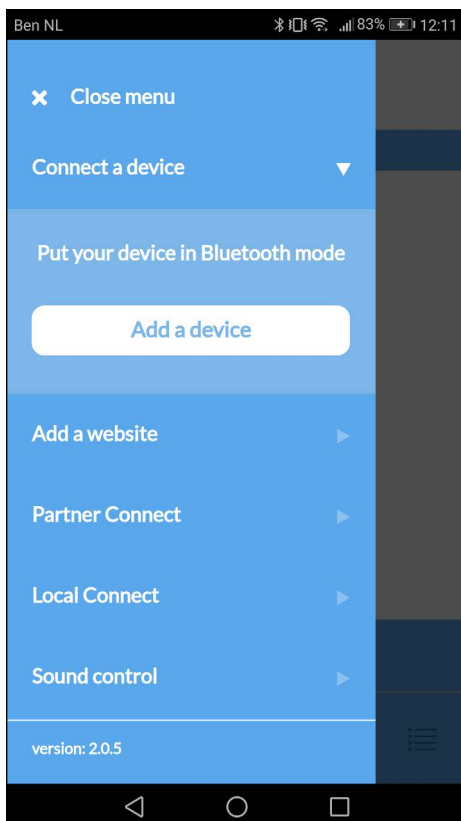 Ben NL 83% 12:11
Close menu
Connect a device
Put your device in Bluetooth mode
Add a device
Add a website
Partner Connect
Local Connect
Sound control
version: 2.0.5